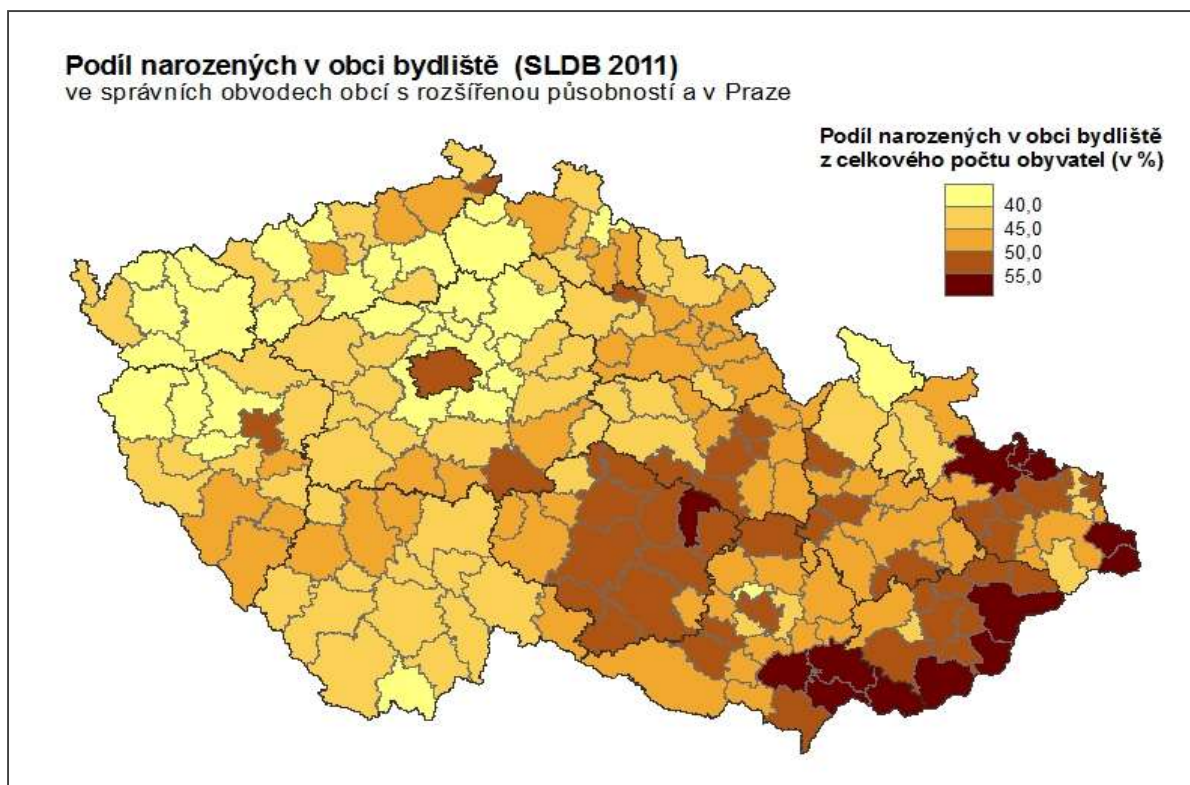 Podíl narozených v obci bydliště (SLDB 2011)
ve správních obvodech obcí s rozšířenou působností a v Praze
Podíl narozených v obci bydliště
z celkového počtu obyvatel (v %)
40,0
45,0
50,0
55,0